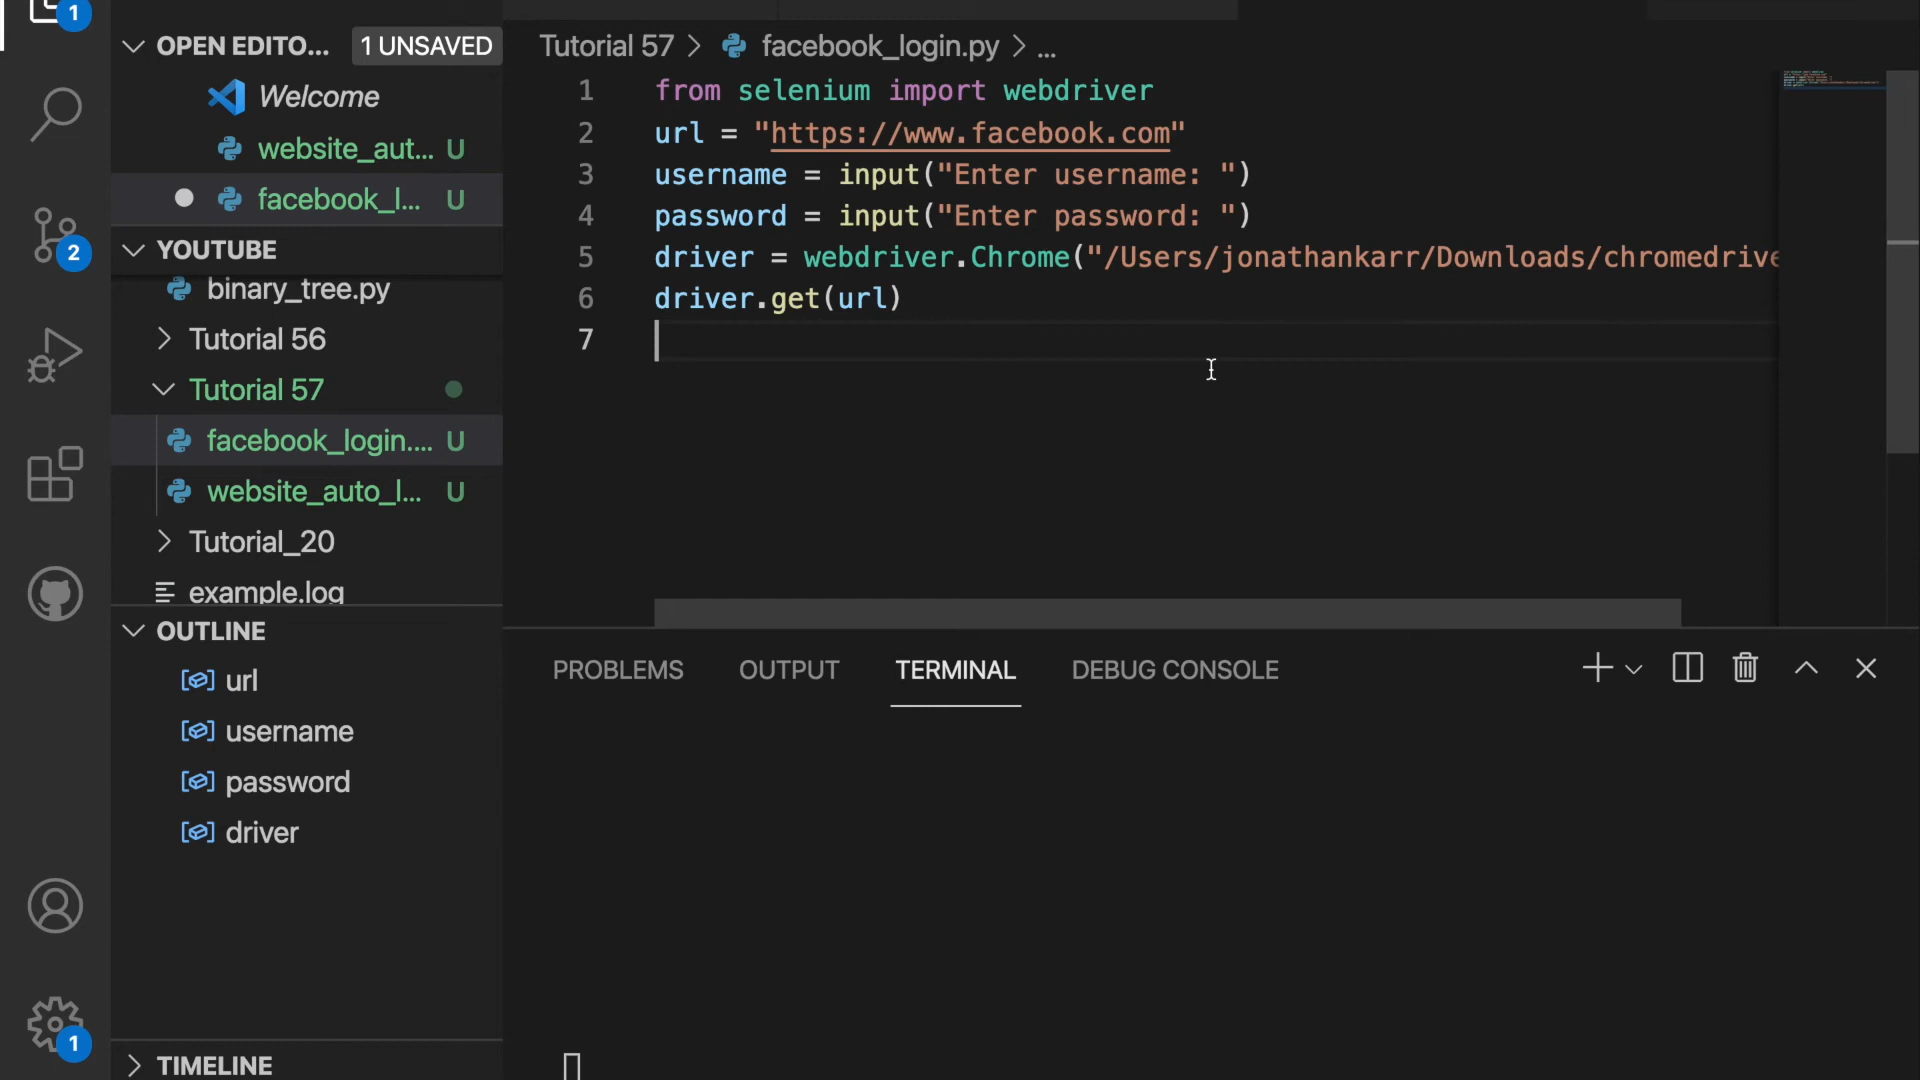 1
OPEN EDITO... 1 UNSAVED
Welcome
website_aut... U
facebook_l... U
2
YOUTUBE
binary_tree.py
Tutorial 56
Tutorial 57
facebook_login.... U
website_auto_l... U
Tutorial_20
example.log
OUTLINE
url
username
password
driver
1
TIMELINE
Tutorial 57 > facebook_login.py > ...
1 from selenium import webdriver
2 url = "https://www.facebook.com"
3 username = input("Enter username: ")
4 password = input("Enter password: ")
5 driver = webdriver.Chrome("/Users/jonathankarr/Downloads/chromedrive
6 driver.get(url)
7
PROBLEMS OUTPUT TERMINAL DEBUG CONSOLE